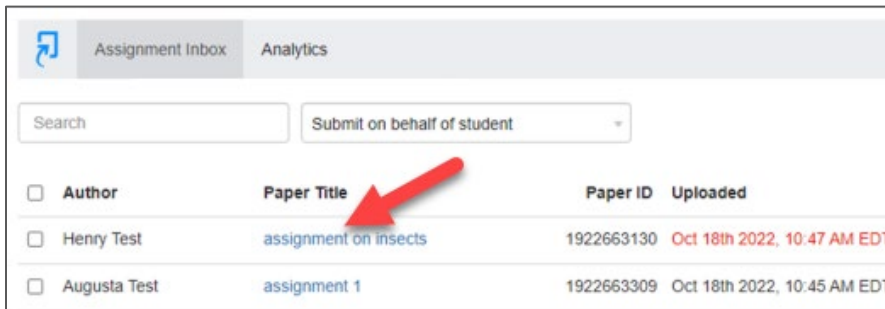 Assignment Inbox Analytics
Search Submit on behalf of student
Author Paper Title Paper ID Uploaded
Henry Test assignment on insects 1922663130 Oct 18th 2022, 10:47 AM EDT
Augusta Test assignment 1 1922663309 Oct 18th 2022, 10:45 AM EDT